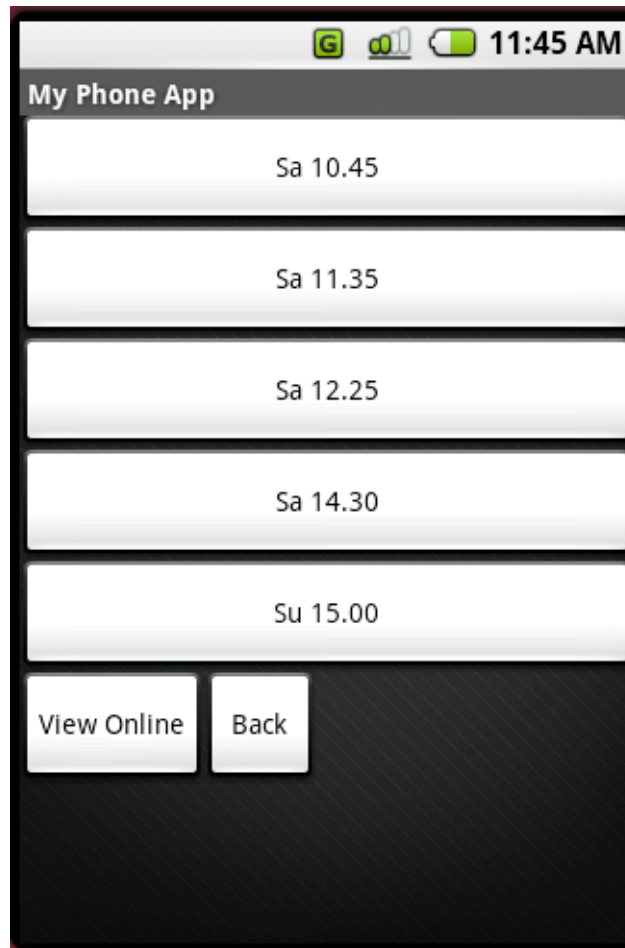 G 11:45 AM
My Phone App
Sa 10.45
Sa 11.35
Sa 12.25
Sa 14.30
Su 15.00
View Online Back